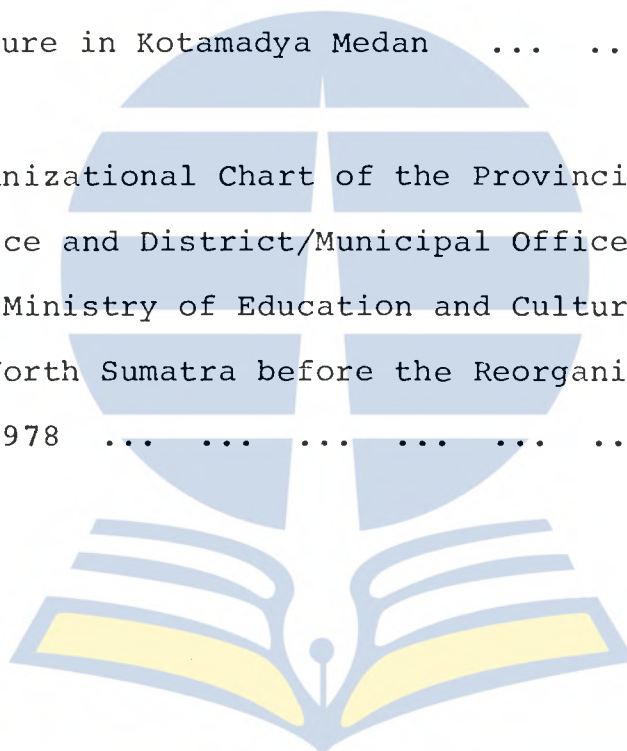 ure in Kotamadya Medan ... ..
nizational Chart of the Provinci
ce and District/Municipal Office
Ministry of Education and Cultur
orth Sumatra before the Reorgani
978 ... ... ... ... ... ..